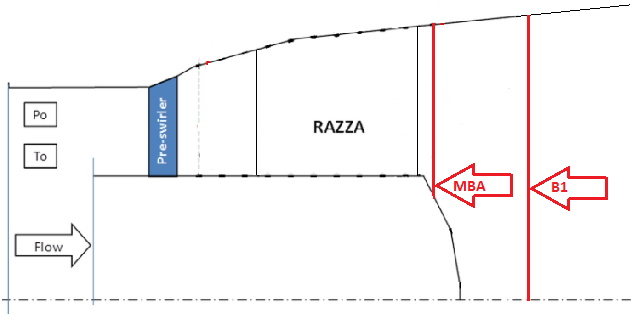 Po
To
Flow
Pre-swirler
RAZZA
MBA
B1